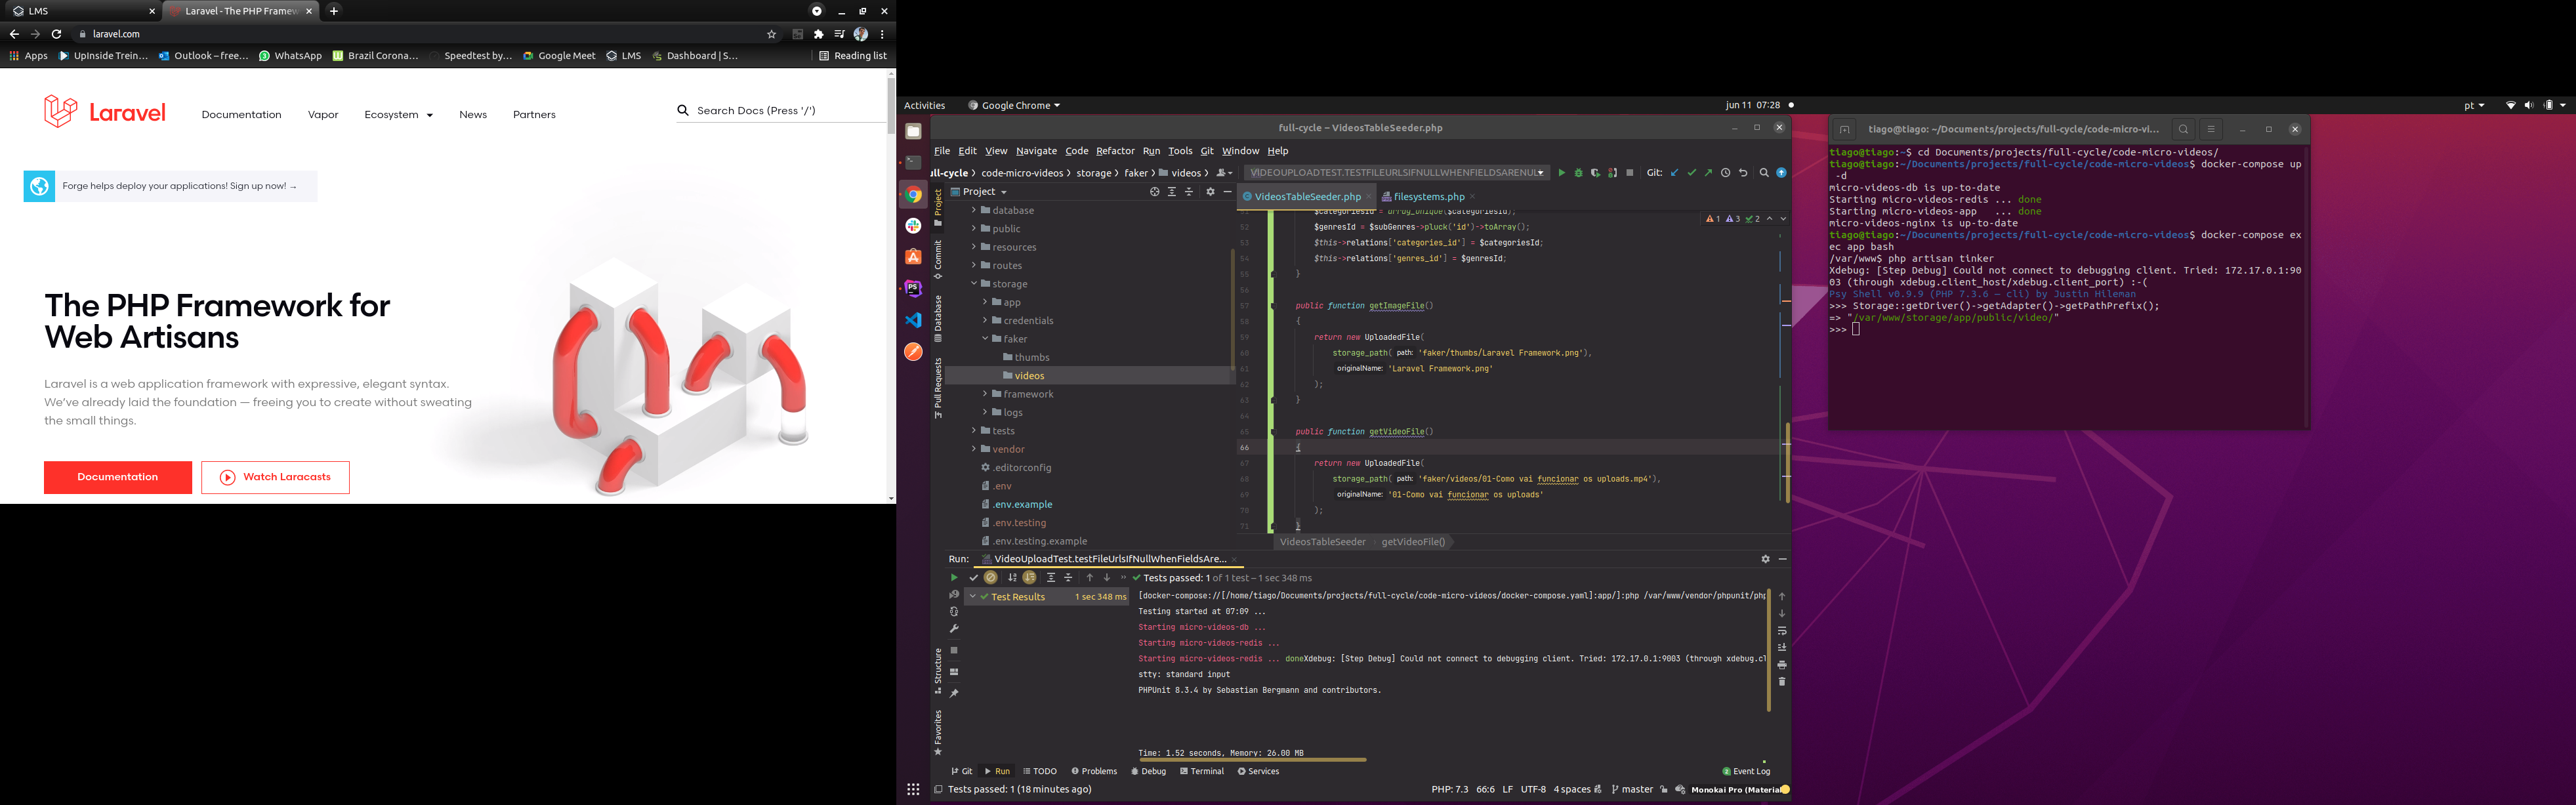 LMS
Laravel - The PHP Framew
laravel.com
Apps
UpInside Trein...
Outlook – free...
WhatsApp
Brazil Corona...
Speedtest by...
Google Meet
LMS
Dashboard | S...
Reading list
Laravel
Documentation
Vapor
Ecosystem
News
Partners
Search Docs (Press '/')
Forge helps deploy your applications! Sign up now! →
The PHP Framework for
Web Artisans
Laravel is a web application framework with expressive, elegant syntax.
We've already laid the foundation — freeing you to create without sweating
the small things.
Documentation
Watch Laracasts
Activities
Google Chrome
jun 11 07:28
pt
full-cycle – VideosTableSeeder.php
File Edit View Navigate Code Refactor Run Tools Git Window Help
ull-cycle
code-micro-videos
storage
faker
videos
VIDEOUPLOADTEST.TESTFILEURLSIFNULLWHENFIELDSARENUL
Git:
Project
VideosTableSeeder.php
filesystems.php
Project
Commit
Database
Pull Requests
Structure
Favorites
database
public
resources
routes
storage
app
credentials
faker
thumbs
videos
framework
logs
tests
vendor
.editorconfig
.env
.env.example
.env.testing
.env.testing.example
1 3 2
$categoriesId = array_unique($categoriesId);
52 $genresId = $subGenres->pluck('id')->toArray();
53 $this->relations['categories_id'] = $categoriesId;
54 $this->relations['genres_id'] = $genresId;
55 }
56
57 public function getImageFile()
58 {
59 return new UploadedFile(
60 storage_path( path: 'faker/thumbs/Laravel Framework.png'),
61 originalName: 'Laravel Framework.png'
62 );
63 }
64
65 public function getVideoFile()
66 {
67 return new UploadedFile(
68 storage_path( path: 'faker/videos/01-Como vai funcionar os uploads.mp4'),
69 originalName: '01-Como vai funcionar os uploads'
70 );
71 }
VideosTableSeeder
getVideoFile()
Run:
VideoUploadTest.testFileUrlsIfNullWhenFieldsAre...
Tests passed: 1 of 1 test – 1 sec 348 ms
Test Results
1 sec 348 ms
[docker-compose://[/home/tiago/Documents/projects/full-cycle/code-micro-videos/docker-compose.yaml]:app/]:php /var/www/vendor/phpunit/php
Testing started at 07:09 ...
Starting micro-videos-db ...
Starting micro-videos-redis ...
Starting micro-videos-redis ... doneXdebug: [Step Debug] Could not connect to debugging client. Tried: 172.17.0.1:9003 (through xdebug.cl
stty: standard input
PHPUnit 8.3.4 by Sebastian Bergmann and contributors.
Time: 1.52 seconds, Memory: 26.00 MB
Git
Run
TODO
Problems
Debug
Terminal
Services
2 Event Log
Tests passed: 1 (18 minutes ago)
PHP: 7.3
66:6
LF
UTF-8
4 spaces
master
Monokai Pro (Material
tiago@tiago: ~/Documents/projects/full-cycle/code-micro-vi...
tiago@tiago:~$ cd Documents/projects/full-cycle/code-micro-videos/
tiago@tiago:~/Documents/projects/full-cycle/code-micro-videos$ docker-compose up
-d
micro-videos-db is up-to-date
Starting micro-videos-redis ... done
Starting micro-videos-app ... done
micro-videos-nginx is up-to-date
tiago@tiago:~/Documents/projects/full-cycle/code-micro-videos$ docker-compose ex
ec app bash
/var/www$ php artisan tinker
Xdebug: [Step Debug] Could not connect to debugging client. Tried: 172.17.0.1:90
03 (through xdebug.client_host/xdebug.client_port) :-(
Psy Shell v0.9.9 (PHP 7.3.6 — cli) by Justin Hileman
>>> Storage::getDriver()->getAdapter()->getPathPrefix();
=> "/var/www/storage/app/public/video/"
>>>